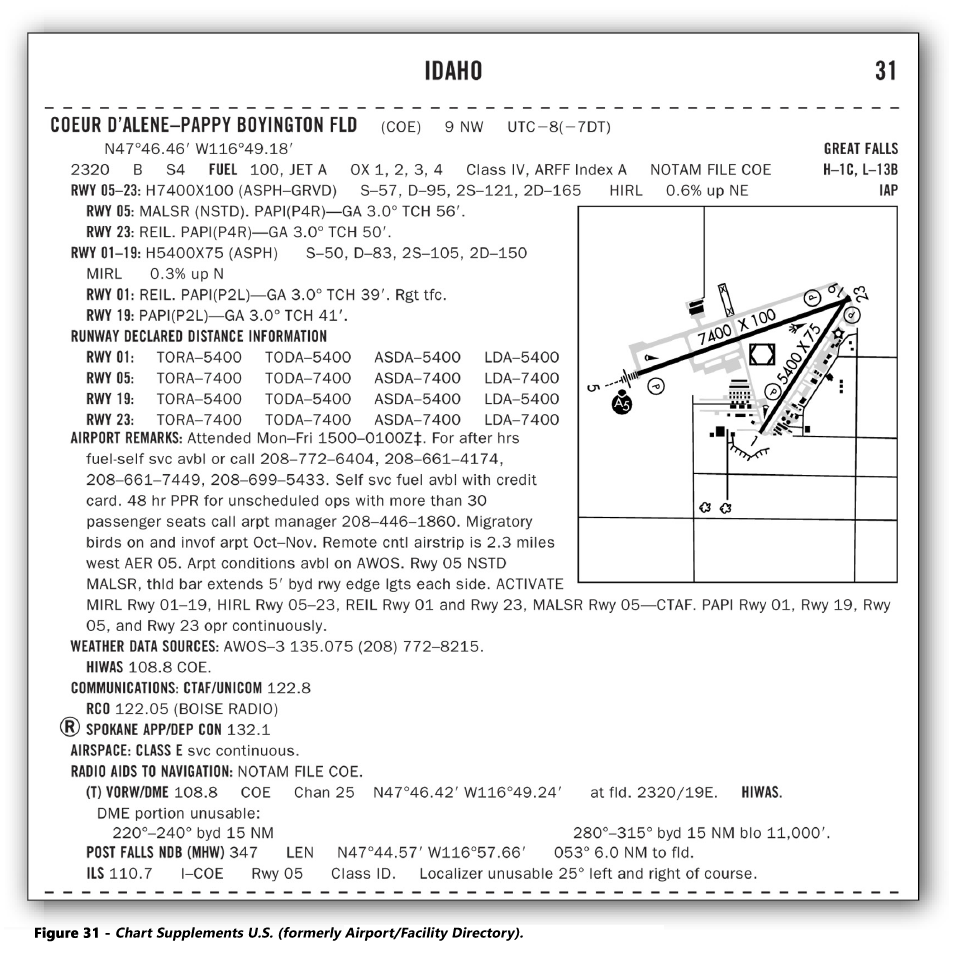 IDAHO 31
COEUR D'ALENE–PAPPY BOYINGTON FLD (COE) 9 NW UTC–8(–7DT)
N47°46.46′ W116°49.18′ GREAT FALLS
2320 B S4 FUEL 100, JET A OX 1, 2, 3, 4 Class IV, ARFF Index A NOTAM FILE COE H–1C, L–13B
RWY 05–23: H7400X100 (ASPH–GRVD) S–57, D–95, 2S–121, 2D–165 HIRL 0.6% up NE IAP
RWY 05: MALSR (NSTD). PAPI(P4R)—GA 3.0° TCH 56′.
RWY 23: REIL. PAPI(P4R)—GA 3.0° TCH 50′.
RWY 01–19: H5400X75 (ASPH) S–50, D–83, 2S–105, 2D–150
MIRL 0.3% up N
RWY 01: REIL. PAPI(P2L)—GA 3.0° TCH 39′. Rgt tfc.
RWY 19: PAPI(P2L)—GA 3.0° TCH 41′.
RUNWAY DECLARED DISTANCE INFORMATION
RWY 01: TORA–5400 TODA–5400 ASDA–5400 LDA–5400
RWY 05: TORA–7400 TODA–7400 ASDA–7400 LDA–7400
RWY 19: TORA–5400 TODA–5400 ASDA–5400 LDA–5400
RWY 23: TORA–7400 TODA–7400 ASDA–7400 LDA–7400
AIRPORT REMARKS: Attended Mon–Fri 1500–0100Z‡. For after hrs
fuel-self svc avbl or call 208–772–6404, 208–661–4174,
208–661–7449, 208–699–5433. Self svc fuel avbl with credit
card. 48 hr PPR for unscheduled ops with more than 30
passenger seats call arpt manager 208–446–1860. Migratory
birds on and invof arpt Oct–Nov. Remote cntl airstrip is 2.3 miles
west AER 05. Arpt conditions avbl on AWOS. Rwy 05 NSTD
MALSR, thld bar extends 5′ byd rwy edge lgts each side. ACTIVATE
MIRL Rwy 01–19, HIRL Rwy 05–23, REIL Rwy 01 and Rwy 23, MALSR Rwy 05—CTAF. PAPI Rwy 01, Rwy 19, Rwy
05, and Rwy 23 opr continuously.
WEATHER DATA SOURCES: AWOS–3 135.075 (208) 772–8215.
HIWAS 108.8 COE.
COMMUNICATIONS: CTAF/UNICOM 122.8
RCO 122.05 (BOISE RADIO)
Ⓡ SPOKANE APP/DEP CON 132.1
AIRSPACE: CLASS E svc continuous.
RADIO AIDS TO NAVIGATION: NOTAM FILE COE.
(T) VORW/DME 108.8 COE Chan 25 N47°46.42′ W116°49.24′ at fld. 2320/19E. HIWAS.
DME portion unusable:
220°–240° byd 15 NM 280°–315° byd 15 NM blo 11,000′.
POST FALLS NDB (MHW) 347 LEN N47°44.57′ W116°57.66′ 053° 6.0 NM to fld.
ILS 110.7 I–COE Rwy 05 Class ID. Localizer unusable 25° left and right of course.
P
19
23
P
7400 X 100
5400 X 75
5
P
A5
P
1
Figure 31 - Chart Supplements U.S. (formerly Airport/Facility Directory).